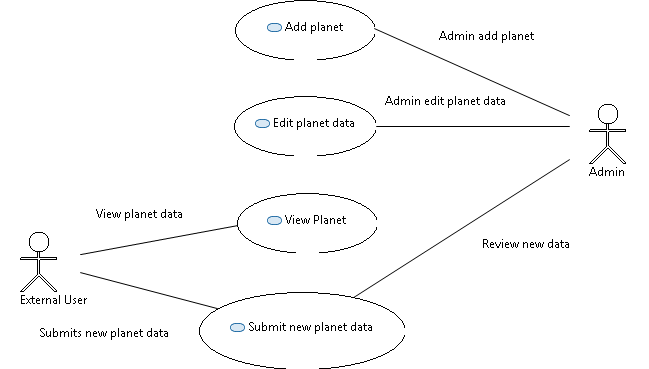 Add planet
Admin add planet
Admin edit planet data
Edit planet data
Admin
View planet data
View Planet
Review new data
External User
Submits new planet data
Submit new planet data